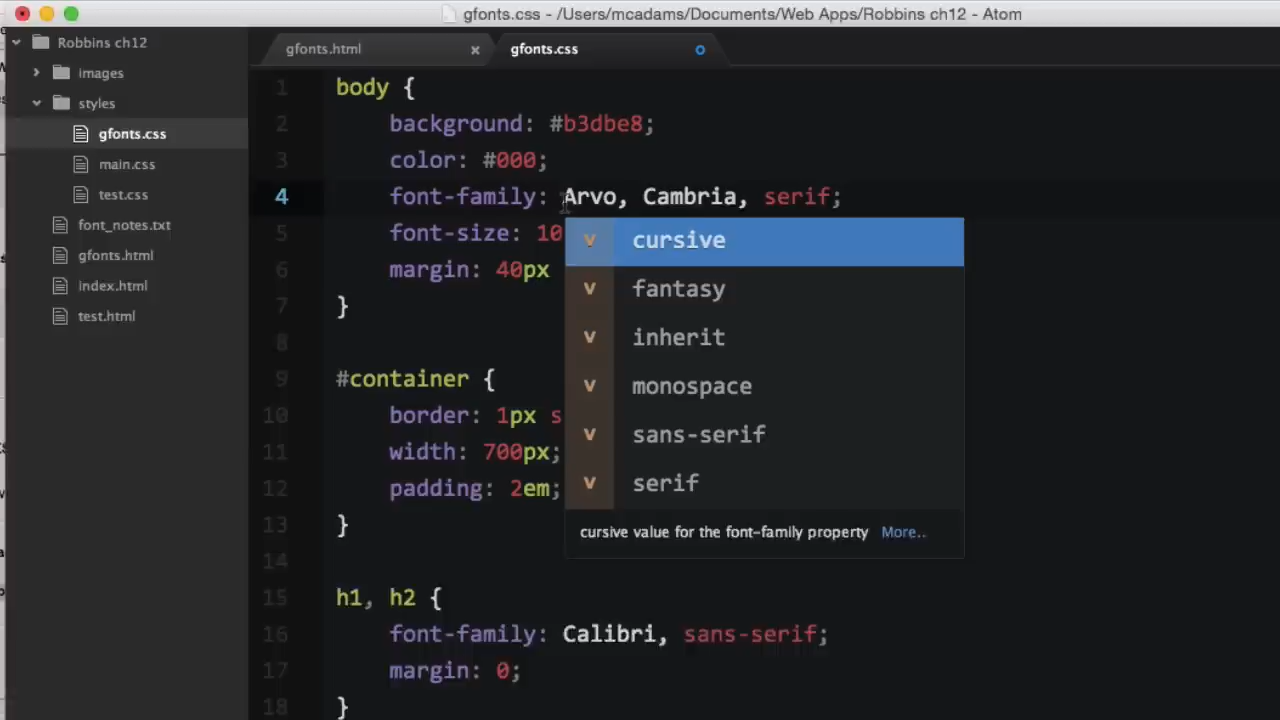 gfonts.css - /Users/mcadams/Documents/Web Apps/Robbins ch12 - Atom
Robbins ch12
images
styles
gfonts.css
main.css
test.css
font_notes.txt
gfonts.html
index.html
test.html
gfonts.html x gfonts.css
1 body {
2 background: #b3dbe8;
3 color: #000;
4 font-family: Arvo, Cambria, serif;
5 font-size: 10
6 margin: 40px
7 }
8
9 #container {
10 border: 1px s
11 width: 700px;
12 padding: 2em;
13 }
14
15 h1, h2 {
16 font-family: Calibri, sans-serif;
17 margin: 0;
18 }
v cursive
v fantasy
v inherit
v monospace
v sans-serif
v serif
cursive value for the font-family property More..